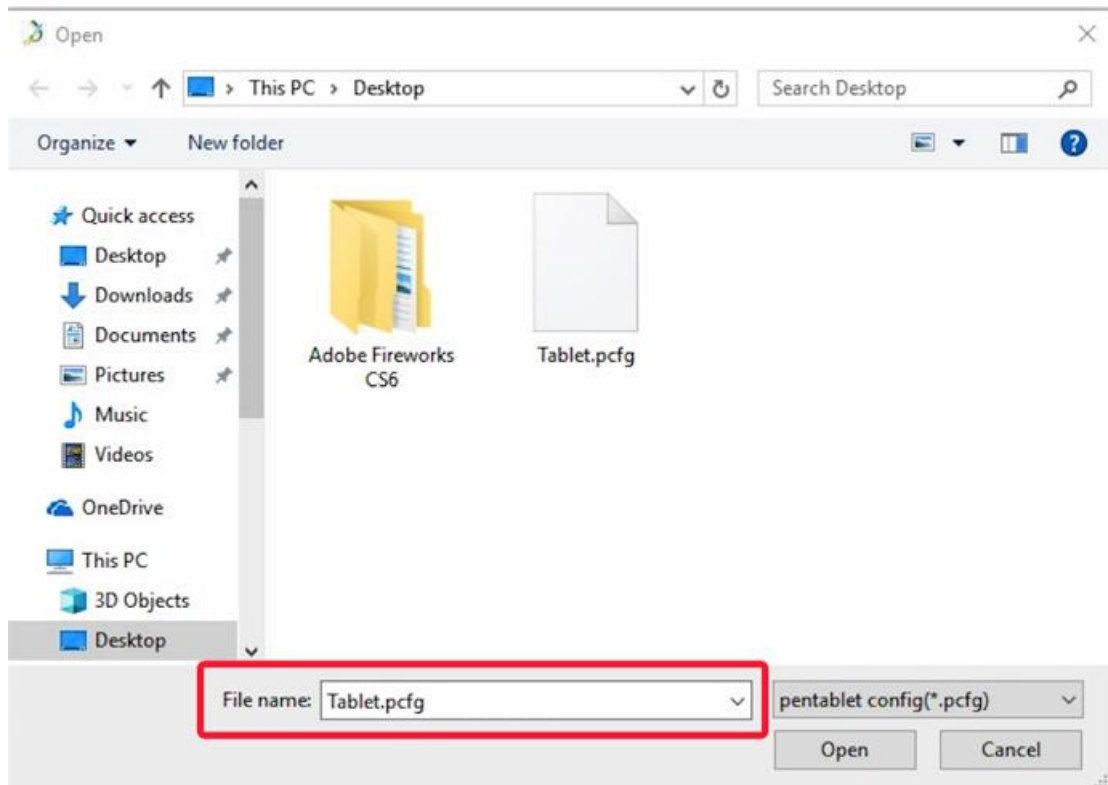 Open
This PC > Desktop
Search Desktop
Organize
New folder
?
Quick access
Desktop
Downloads
Documents
Pictures
Music
Videos
OneDrive
This PC
3D Objects
Desktop
Adobe Fireworks
CS6
Tablet.pcfg
File name: Tablet.pcfg
pentablet config(*.pcfg)
Open
Cancel